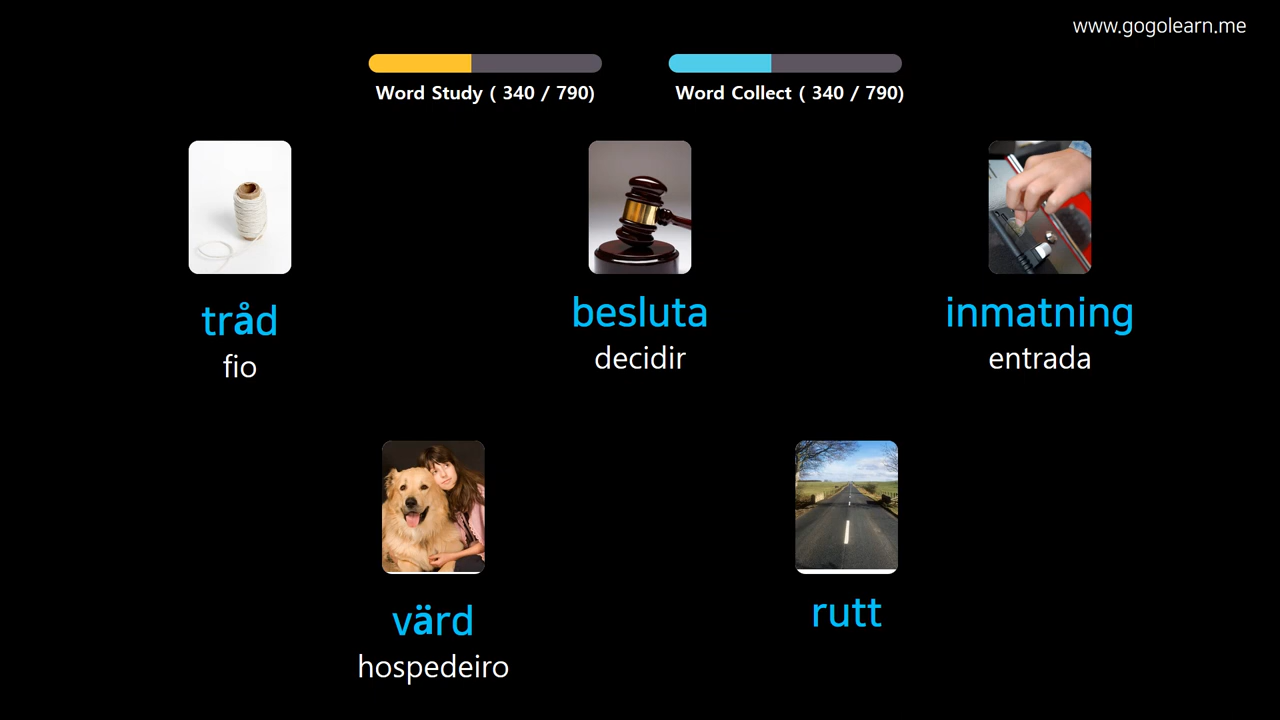 www.gogolearn.me
Word Study ( 340 / 790)
Word Collect ( 340 / 790)
tråd
fio
besluta
decidir
inmatning
entrada
värd
hospedeiro
rutt